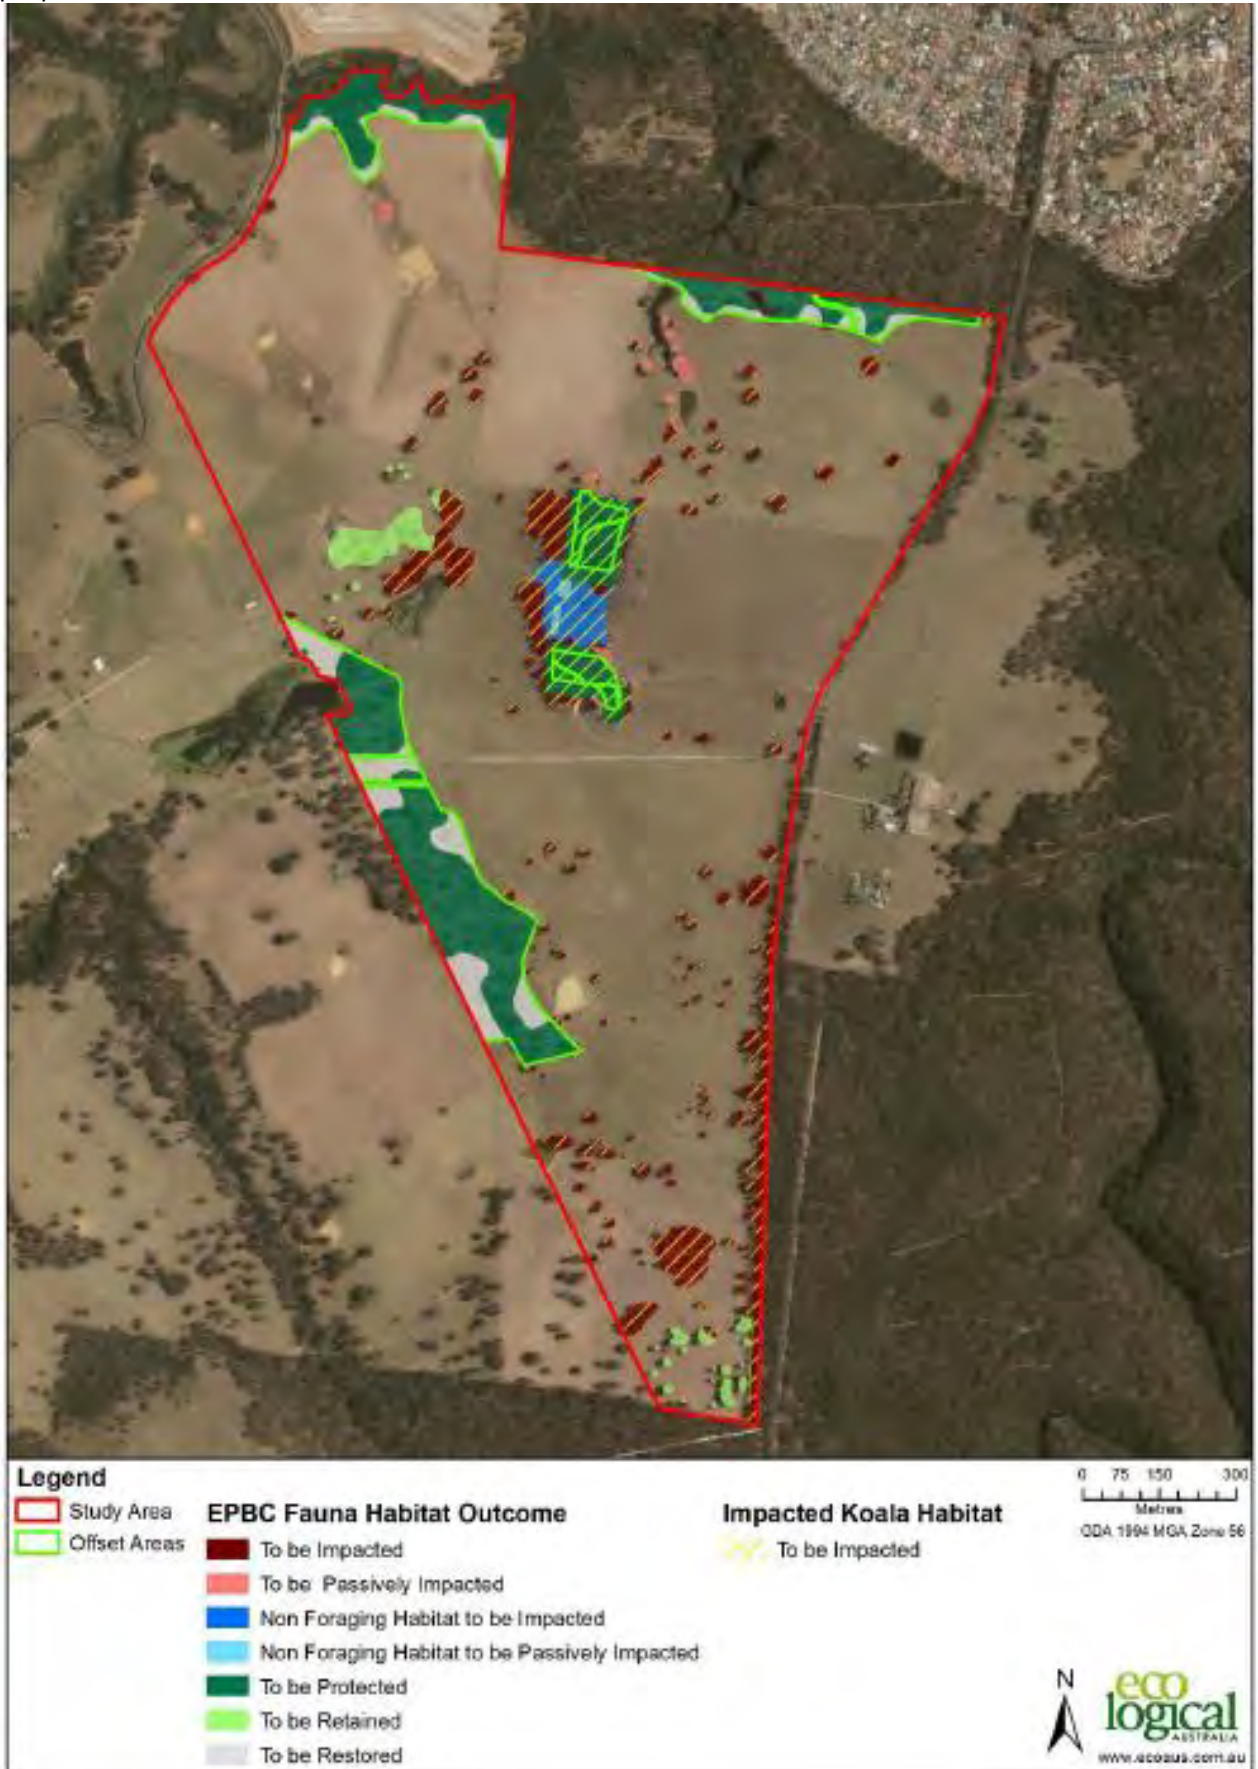 Legend
Study Area
Offset Areas
EPBC Fauna Habitat Outcome
To be Impacted
To be Passively Impacted
Non Foraging Habitat to be Impacted
Non Foraging Habitat to be Passively Impacted
To be Protected
To be Retained
To be Restored
Impacted Koala Habitat
To be Impacted
0 75 150 300
Metres
GDA 1994 MGA Zone 56
N
eco
logical
AUSTRALIA
www.ecoaus.com.au